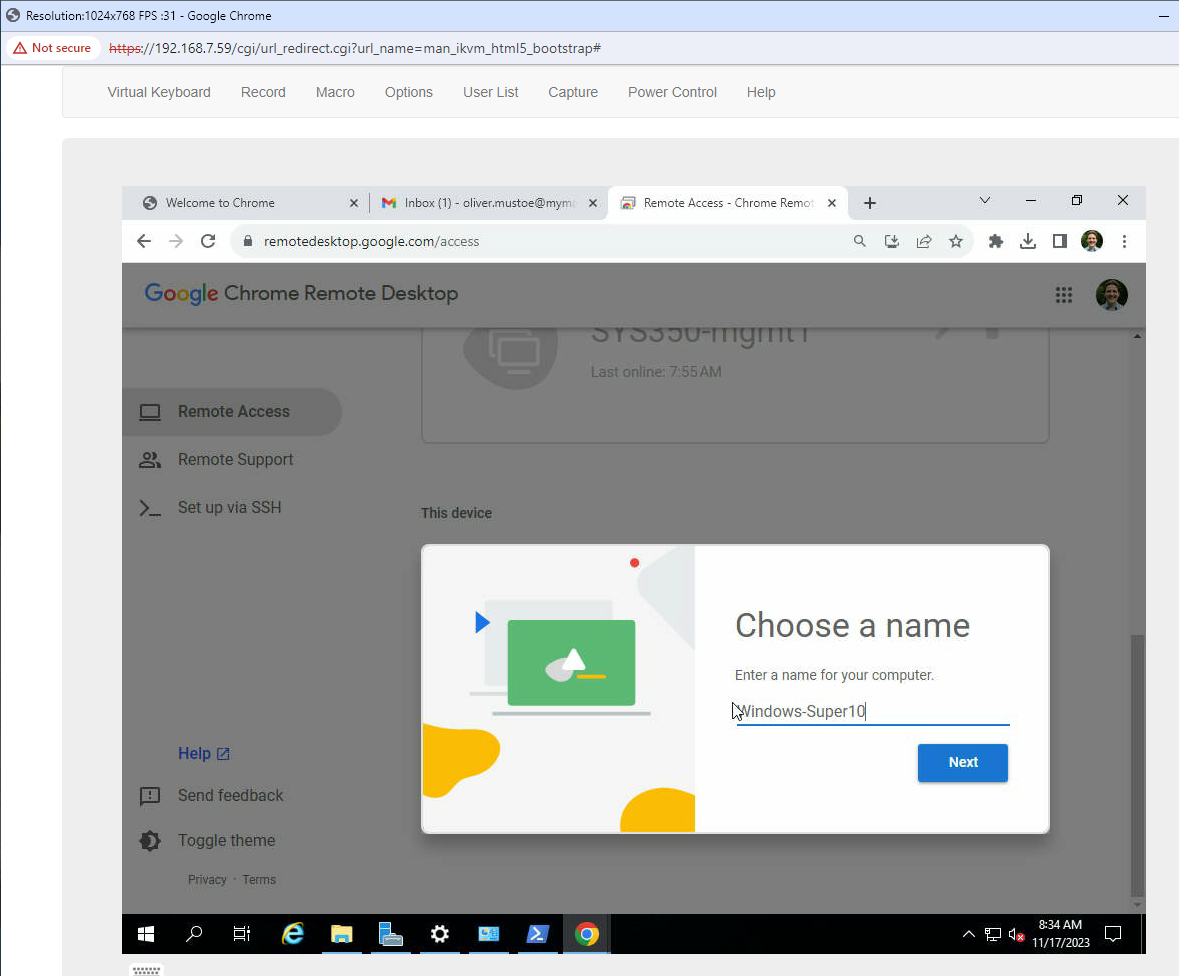 Resolution:1024x768 FPS :31 - Google Chrome
Not secure https://192.168.7.59/cgi/url_redirect.cgi?url_name=man_ikvm_html5_bootstrap#
Virtual Keyboard Record Macro Options User List Capture Power Control Help
Welcome to Chrome Inbox (1) - oliver.mustoe@mym Remote Access - Chrome Remot
remotedesktop.google.com/access
Google Chrome Remote Desktop
SYS350-mgmt1
Last online: 7:55 AM
Remote Access
Remote Support
Set up via SSH
This device
Choose a name
Enter a name for your computer.
Windows-Super10
Next
Help
Send feedback
Toggle theme
Privacy · Terms
8:34 AM
11/17/2023